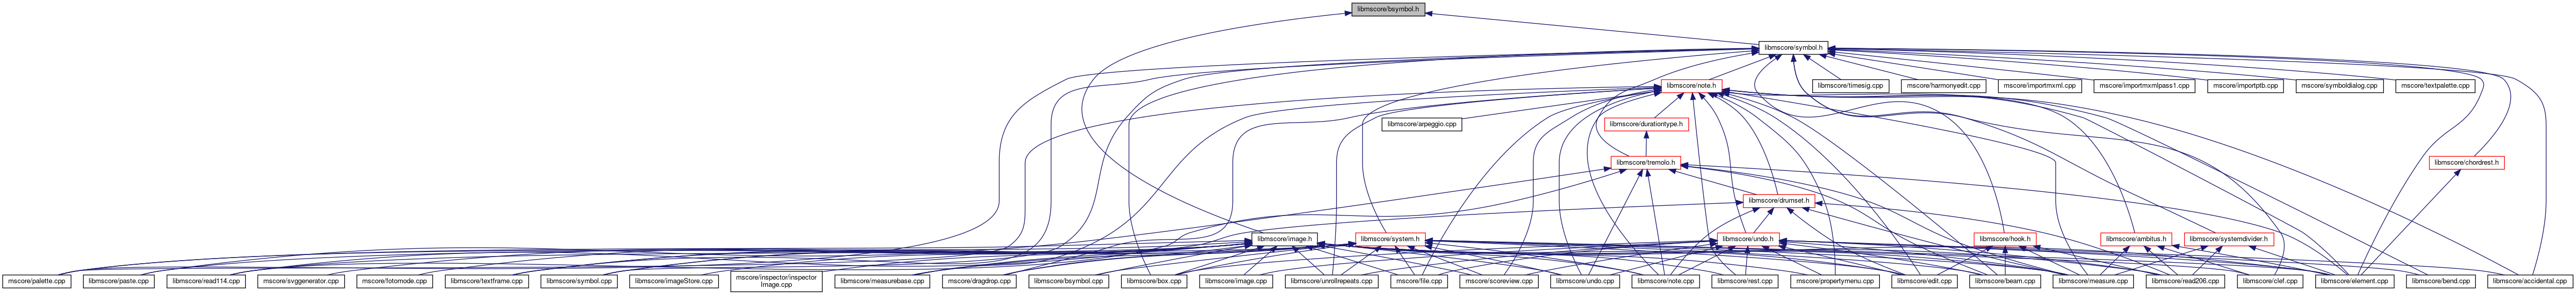 libmscore/bsymbol.h
libmscore/symbol.h
libmscore/note.h
libmscore/timesig.cpp
mscore/harmonyedit.cpp
mscore/importmxml.cpp
mscore/importmxmlpass1.cpp
mscore/importptb.cpp
mscore/symboldialog.cpp
mscore/textpalette.cpp
libmscore/arpeggio.cpp
libmscore/durationtype.h
libmscore/tremolo.h
libmscore/chordrest.h
libmscore/drumset.h
libmscore/image.h
libmscore/system.h
libmscore/undo.h
libmscore/hook.h
libmscore/ambitus.h
libmscore/systemdivider.h
mscore/palette.cpp
libmscore/paste.cpp
libmscore/read114.cpp
mscore/svggenerator.cpp
mscore/fotomode.cpp
libmscore/textframe.cpp
libmscore/symbol.cpp
libmscore/imageStore.cpp
mscore/inspector/inspector
Image.cpp
libmscore/measurebase.cpp
mscore/dragdrop.cpp
libmscore/bsymbol.cpp
libmscore/box.cpp
libmscore/image.cpp
libmscore/unrollrepeats.cpp
mscore/file.cpp
mscore/scoreview.cpp
libmscore/undo.cpp
libmscore/note.cpp
libmscore/rest.cpp
mscore/propertymenu.cpp
libmscore/edit.cpp
libmscore/beam.cpp
libmscore/measure.cpp
libmscore/read206.cpp
libmscore/clef.cpp
libmscore/element.cpp
libmscore/bend.cpp
libmscore/accidental.cpp